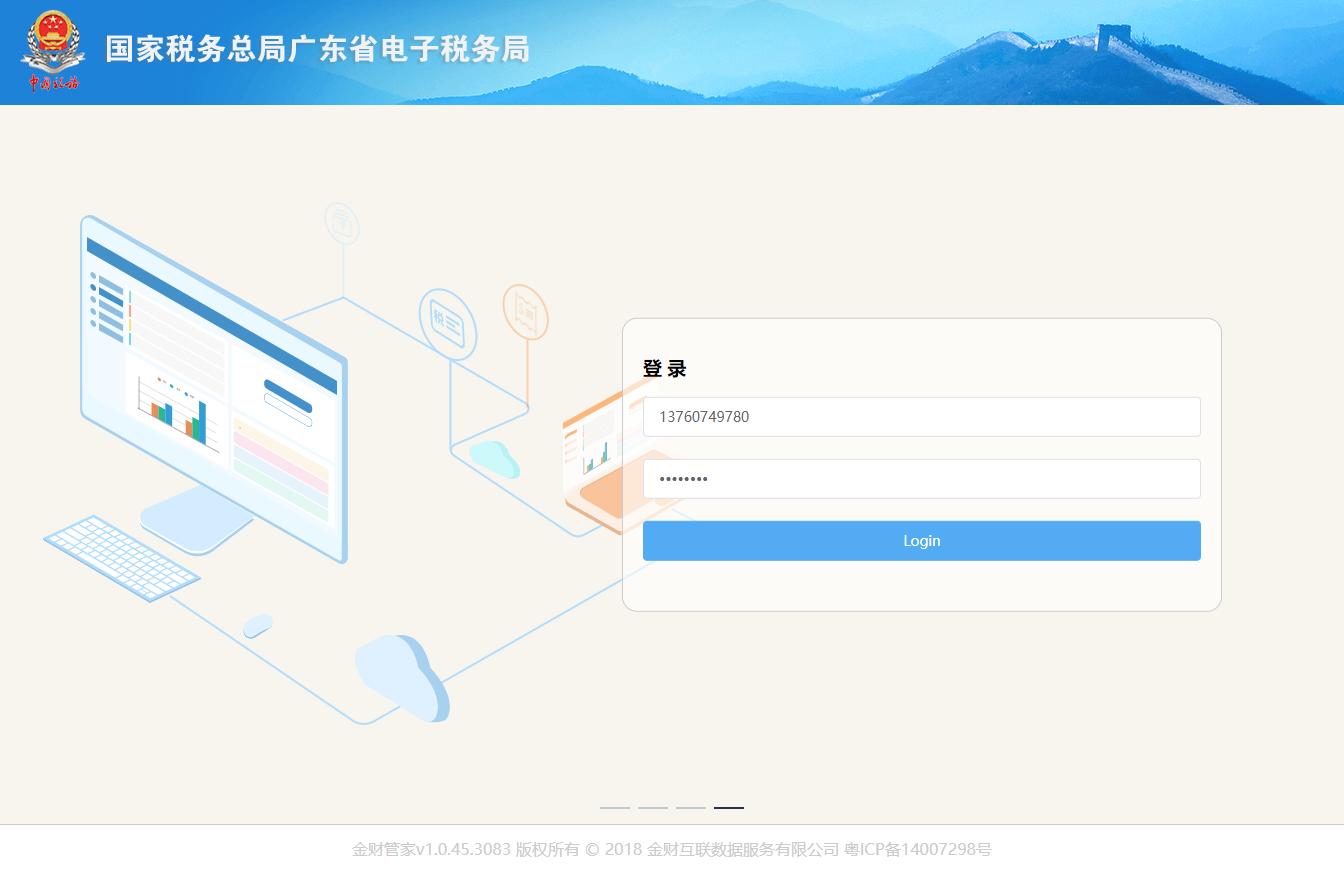 中国税务
国家税务总局广东省电子税务局
税
登 录
13760749780
••••••••
Login
金财管家v1.0.45.3083 版权所有 © 2018 金财互联数据服务有限公司 粤ICP备14007298号